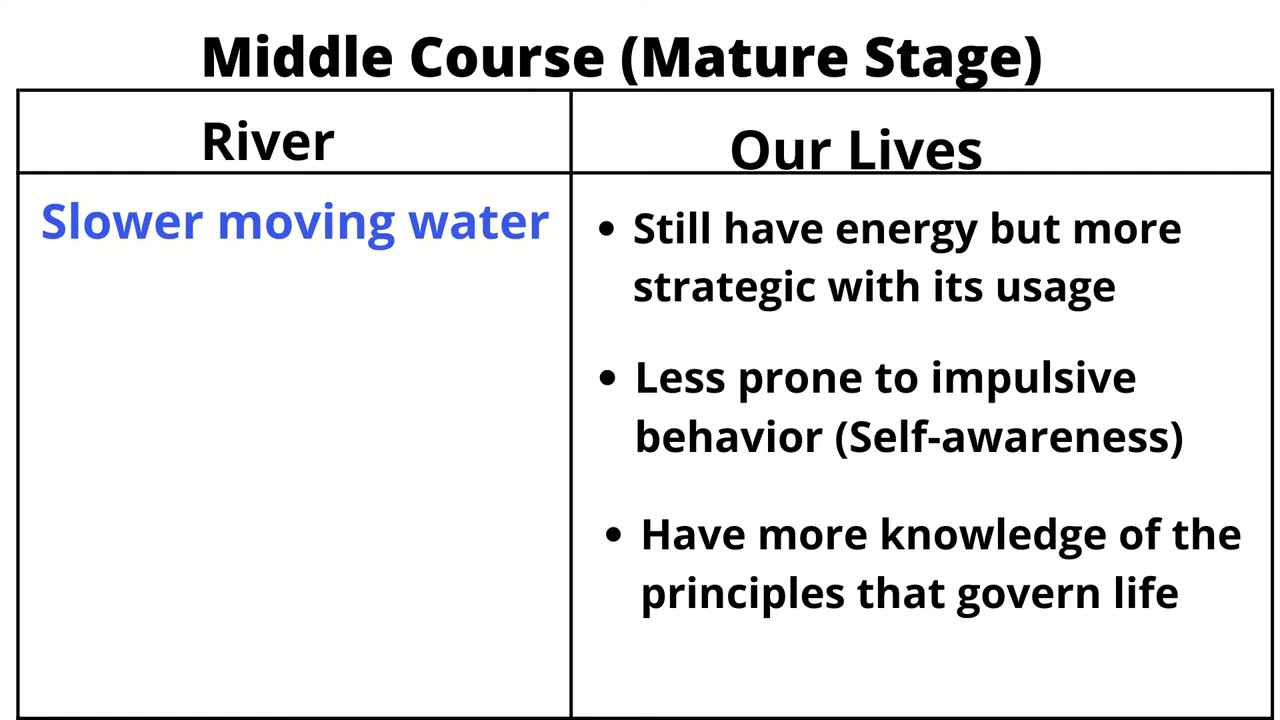 Middle Course (Mature Stage)
River
Our Lives
Slower moving water
• Still have energy but more
strategic with its usage
• Less prone to impulsive
behavior (Self-awareness)
• Have more knowledge of the
principles that govern life